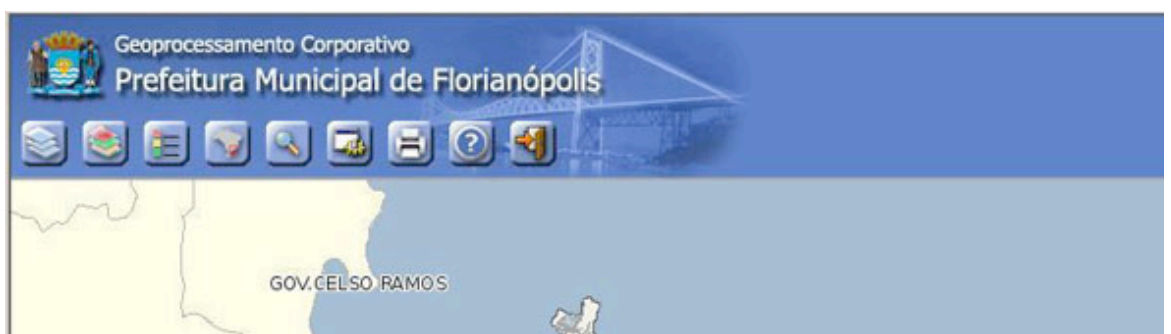 Geoprocessamento Corporativo
Prefeitura Municipal de Florianópolis
?
GOV.CELSO RAMOS